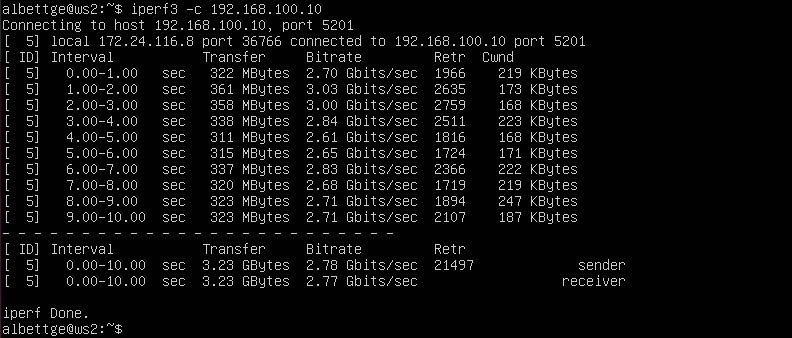 albettge@ws2:~$ iperf3 -c 192.168.100.10
Connecting to host 192.168.100.10, port 5201
[  5] local 172.24.116.8 port 36766 connected to 192.168.100.10 port 5201
[ ID] Interval           Transfer     Bitrate         Retr  Cwnd
[  5]   0.00-1.00   sec   322 MBytes  2.70 Gbits/sec  1966    219 KBytes
[  5]   1.00-2.00   sec   361 MBytes  3.03 Gbits/sec  2635    173 KBytes
[  5]   2.00-3.00   sec   358 MBytes  3.00 Gbits/sec  2759    168 KBytes
[  5]   3.00-4.00   sec   338 MBytes  2.84 Gbits/sec  2511    223 KBytes
[  5]   4.00-5.00   sec   311 MBytes  2.61 Gbits/sec  1816    168 KBytes
[  5]   5.00-6.00   sec   315 MBytes  2.65 Gbits/sec  1724    171 KBytes
[  5]   6.00-7.00   sec   337 MBytes  2.83 Gbits/sec  2366    222 KBytes
[  5]   7.00-8.00   sec   320 MBytes  2.68 Gbits/sec  1719    219 KBytes
[  5]   8.00-9.00   sec   323 MBytes  2.71 Gbits/sec  1894    247 KBytes
[  5]   9.00-10.00  sec   323 MBytes  2.71 Gbits/sec  2107    187 KBytes
- - - - - - - - - - - - - - - - - - - - - - - - -
[ ID] Interval           Transfer     Bitrate         Retr
[  5]   0.00-10.00  sec  3.23 GBytes  2.78 Gbits/sec  21497             sender
[  5]   0.00-10.00  sec  3.23 GBytes  2.77 Gbits/sec                  receiver

iperf Done.
albettge@ws2:~$